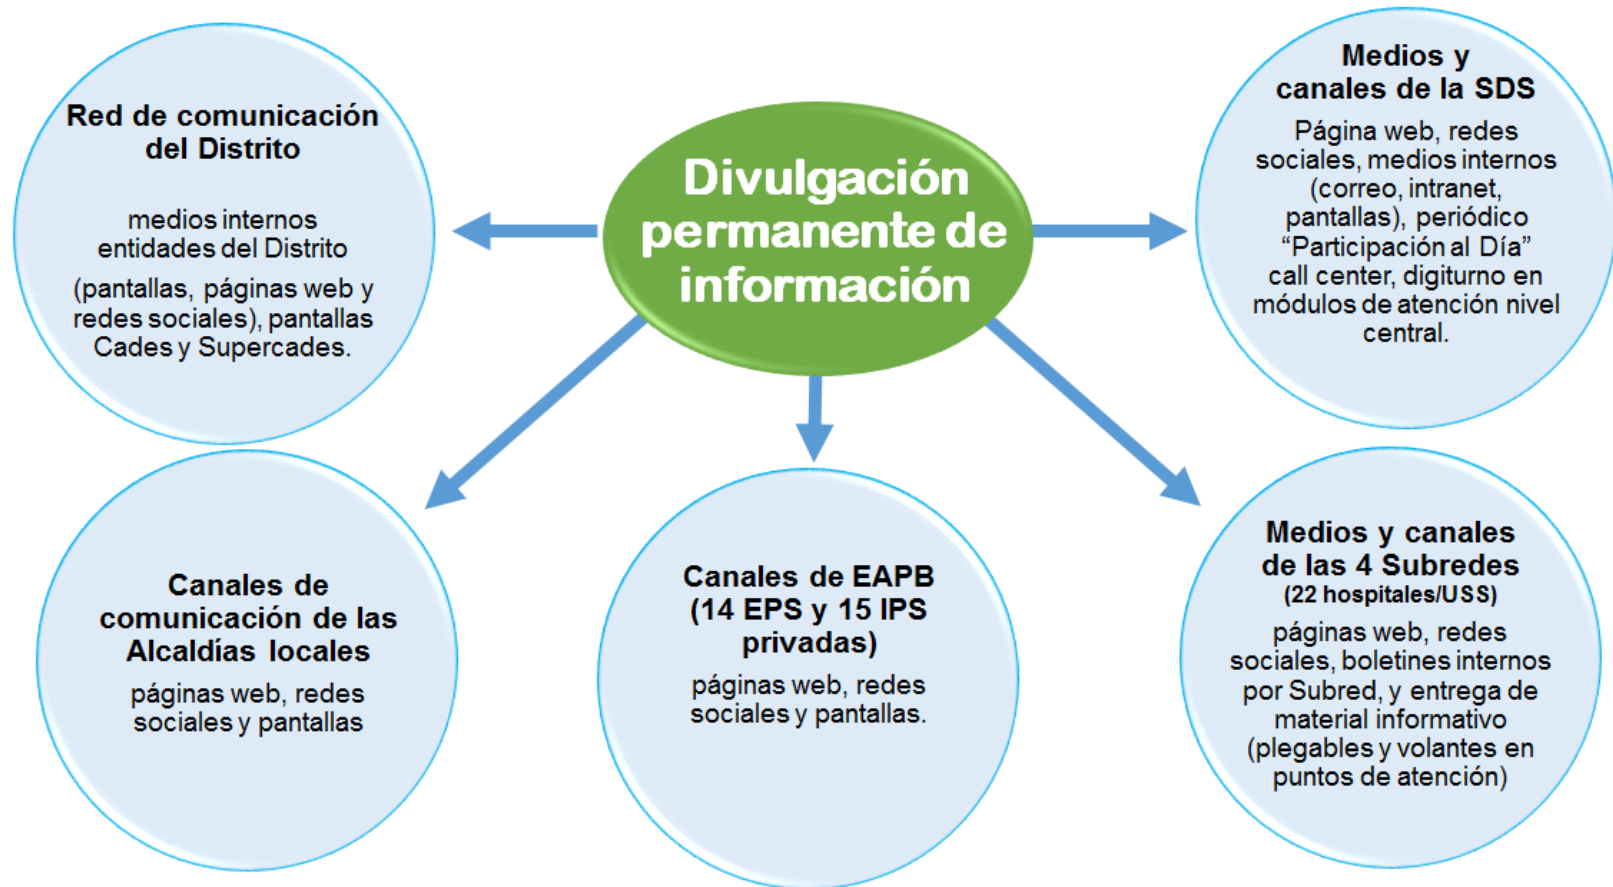 Red de comunicación
del Distrito
medios internos
entidades del Distrito
(pantallas, páginas web y
redes sociales), pantallas
Cades y Supercades.
Divulgación
permanente de
información
Medios y
canales de la SDS
Página web, redes
sociales, medios internos
(correo, intranet,
pantallas), periódico
“Participación al Día”
call center, digiturno en
módulos de atención nivel
central.
Canales de
comunicación de las
Alcaldías locales
páginas web, redes
sociales y pantallas
Canales de EAPB
(14 EPS y 15 IPS
privadas)
páginas web, redes
sociales y pantallas.
Medios y canales
de las 4 Subredes
(22 hospitales/USS)
páginas web, redes
sociales, boletines internos
por Subred, y entrega de
material informativo
(plegables y volantes en
puntos de atención)